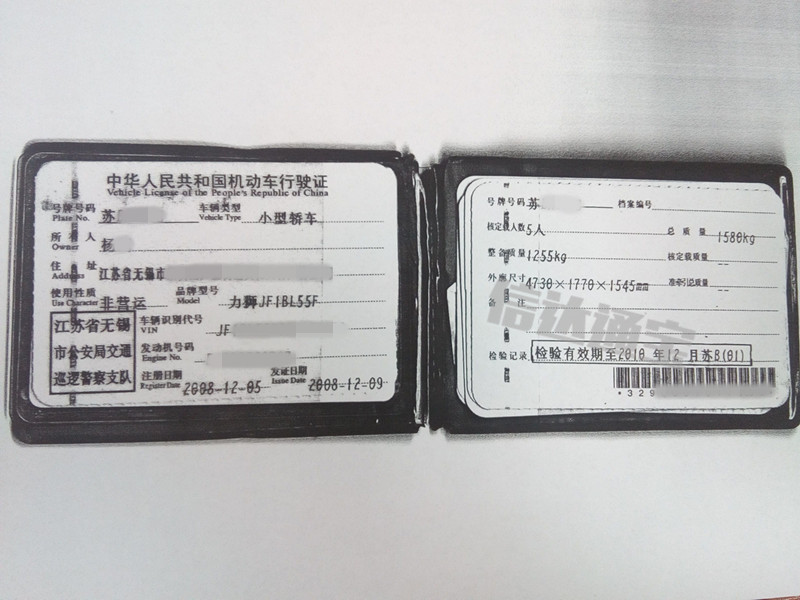 中华人民共和国机动车行驶证
Vehicle License of the People's Republic of China
号牌号码 苏 车辆类型 小型轿车
Plate No. Vehicle Type
所有人 杨
Owner
住址 江苏省无锡市
Address
使用性质 非营运 品牌型号 力狮JF1BL55F
Use Character Model
江苏省无锡
市公安局交通
巡逻警察支队
车辆识别代号 JF
VIN
发动机号码
Engine No.
注册日期 2008-12-05 发证日期 2008-12-09
Register Date Issue Date
号牌号码 苏 档案编号
核定载人数 5人 总质量 1580kg
整备质量 1255kg 核定载质量
外廓尺寸 4730×1770×1545mm 准牵引总质量 --
备注
信达通宝
检验记录 检验有效期至2010年12月苏B(01)
*329